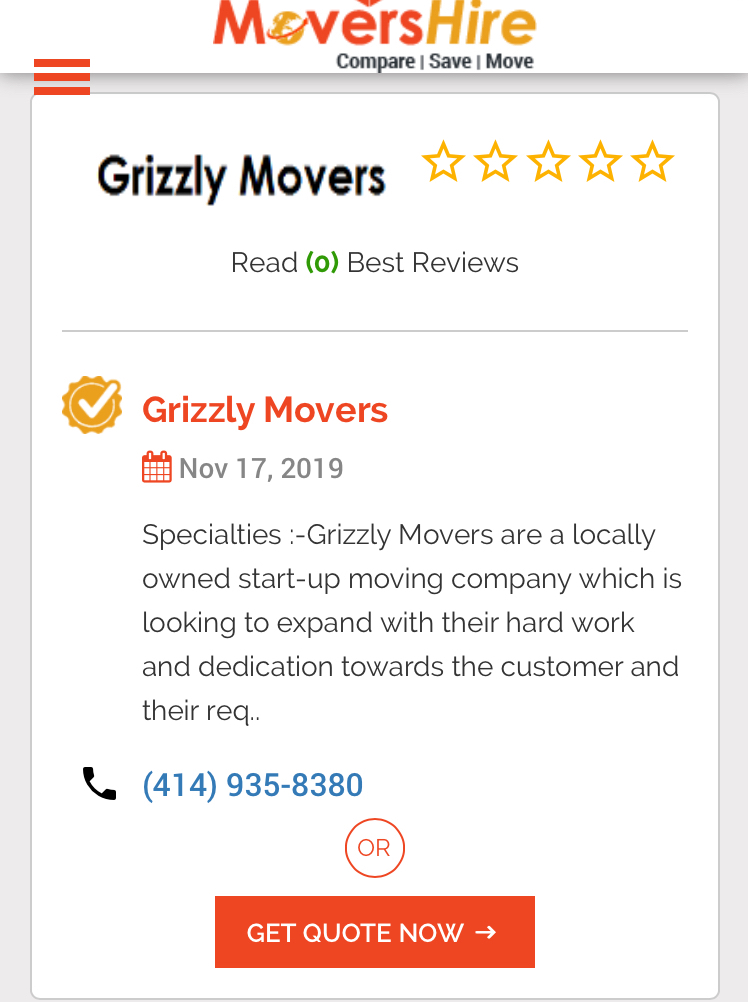 MoversHire
Compare | Save | Move
Grizzly Movers
Read (0) Best Reviews
Grizzly Movers
Nov 17, 2019
Specialties :-Grizzly Movers are a locally
owned start-up moving company which is
looking to expand with their hard work
and dedication towards the customer and
their req..
(414) 935-8380
OR
GET QUOTE NOW →